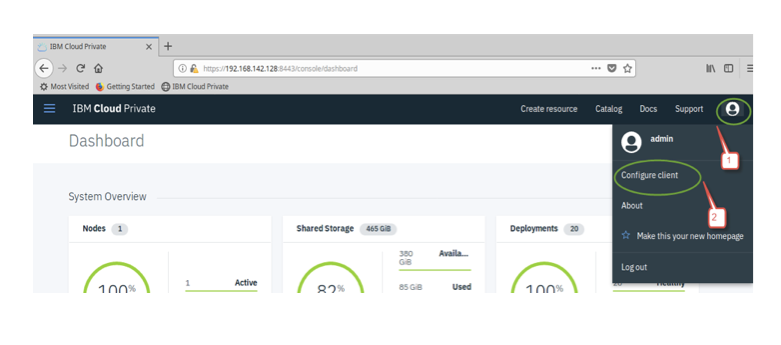 IBM Cloud Private
https://192.168.142.128:8443/console/dashboard
Most Visited Getting Started IBM Cloud Private
IBM Cloud Private Create resource Catalog Docs Support
Dashboard
admin
1
Configure client
System Overview
About
2
Nodes 1 Shared Storage 465 GiB Deployments 20
Make this your new homepage
380 GiB Availa...
Log out
100% 1 Active 82% 85 GiB Used 100% 20 Healthy